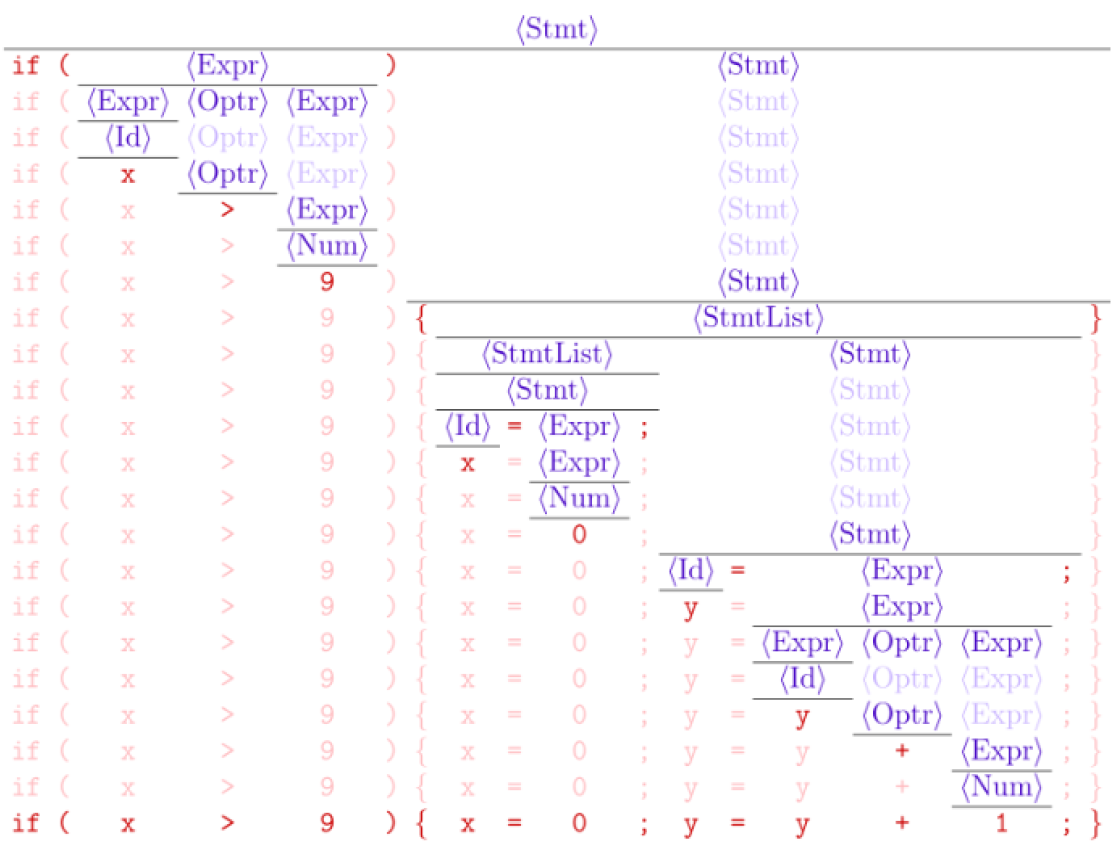 ⟨Stmt⟩
if ( ⟨Expr⟩ ) ⟨Stmt⟩
if ( ⟨Expr⟩ ⟨Optr⟩ ⟨Expr⟩ ) ⟨Stmt⟩
if ( ⟨Id⟩ ⟨Optr⟩ ⟨Expr⟩ ) ⟨Stmt⟩
if ( x ⟨Optr⟩ ⟨Expr⟩ ) ⟨Stmt⟩
if ( x > ⟨Expr⟩ ) ⟨Stmt⟩
if ( x > ⟨Num⟩ ) ⟨Stmt⟩
if ( x > 9 ) ⟨Stmt⟩
if ( x > 9 ) { ⟨StmtList⟩ }
if ( x > 9 ) { ⟨StmtList⟩ ⟨Stmt⟩ }
if ( x > 9 ) { ⟨Stmt⟩ ⟨Stmt⟩ }
if ( x > 9 ) { ⟨Id⟩ = ⟨Expr⟩ ; ⟨Stmt⟩ }
if ( x > 9 ) { x = ⟨Expr⟩ ; ⟨Stmt⟩ }
if ( x > 9 ) { x = ⟨Num⟩ ; ⟨Stmt⟩ }
if ( x > 9 ) { x = 0 ; ⟨Stmt⟩ }
if ( x > 9 ) { x = 0 ; ⟨Id⟩ = ⟨Expr⟩ ; }
if ( x > 9 ) { x = 0 ; y = ⟨Expr⟩ ; }
if ( x > 9 ) { x = 0 ; y = ⟨Expr⟩ ⟨Optr⟩ ⟨Expr⟩ ; }
if ( x > 9 ) { x = 0 ; y = ⟨Id⟩ ⟨Optr⟩ ⟨Expr⟩ ; }
if ( x > 9 ) { x = 0 ; y = y ⟨Optr⟩ ⟨Expr⟩ ; }
if ( x > 9 ) { x = 0 ; y = y + ⟨Expr⟩ ; }
if ( x > 9 ) { x = 0 ; y = y + ⟨Num⟩ ; }
if ( x > 9 ) { x = 0 ; y = y + 1 ; }